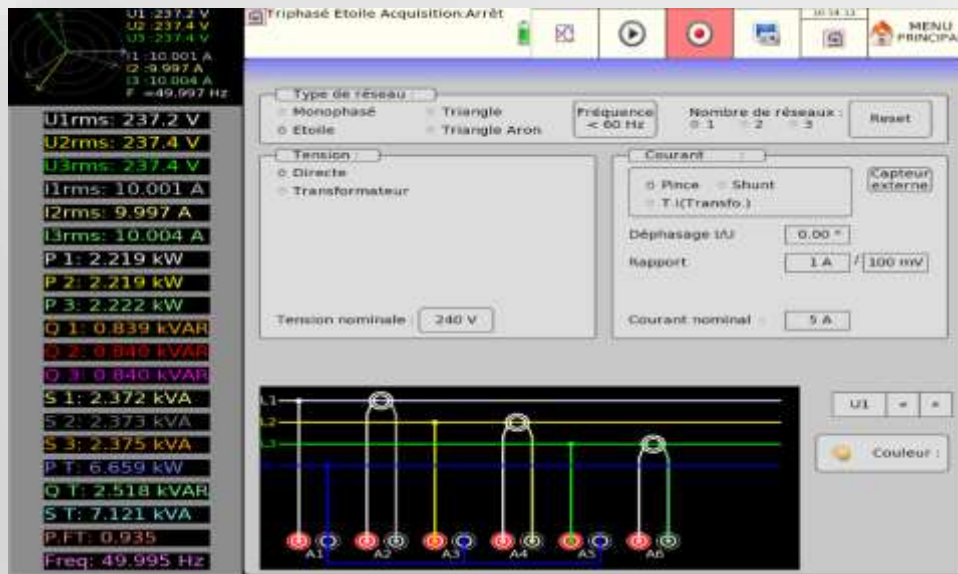 U1 :237.2 V
U2 :237.4 V
U3 :237.4 V
I1 :10.001 A
I2 :9.997 A
I3 :10.004 A
F =49.997 Hz
Triphasé Etoile Acquisition:Arrêt
MENU
PRINCIPA
U1rms: 237.2 V
U2rms: 237.4 V
U3rms: 237.4 V
I1rms: 10.001 A
I2rms: 9.997 A
I3rms: 10.004 A
P 1: 2.219 kW
P 2: 2.219 kW
P 3: 2.222 kW
Q 1: 0.839 kVAR
Q 2: 0.840 kVAR
Q 3: 0.840 kVAR
S 1: 2.372 kVA
S 2: 2.373 kVA
S 3: 2.375 kVA
P T: 6.659 kW
Q T: 2.518 kVAR
S T: 7.121 kVA
P.FT: 0.935
Freq: 49.995 Hz
Type de réseau :
Monophasé
Triangle
Etoile
Triangle Aron
Fréquence
< 60 Hz
Nombre de réseaux :
1 2 3
Reset
Tension :
Directe
Transformateur
Tension nominale : 240 V
Courant :
Pince Shunt
T.I(Transfo.)
Capteur
externe
Déphasage I/U 0.00 °
Rapport 1 A / 100 mV
Courant nominal : 5 A
L1
L2
L3
A1 A2 A3 A4 A5 A6
U1
Couleur :